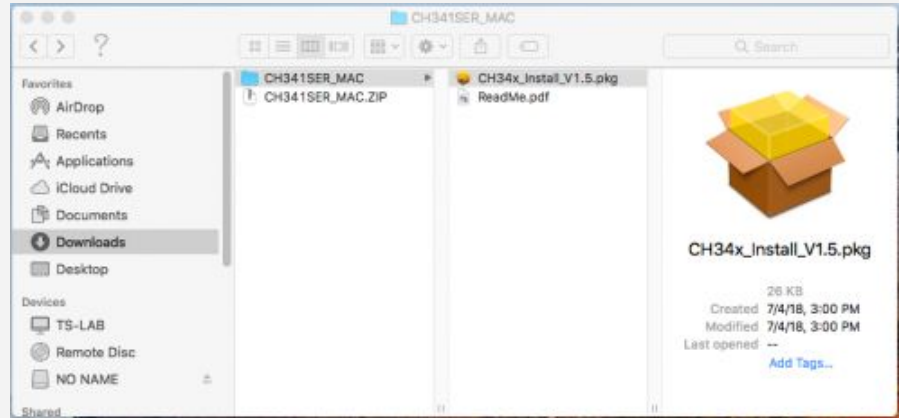 CH341SER_MAC
Search
Favorites
AirDrop
Recents
Applications
iCloud Drive
Documents
Downloads
Desktop
Devices
TS-LAB
Remote Disc
NO NAME
Shared
CH341SER_MAC
CH341SER_MAC.ZIP
CH34x_Install_V1.5.pkg
ReadMe.pdf
CH34x_Install_V1.5.pkg
26 KB
Created 7/4/18, 3:00 PM
Modified 7/4/18, 3:00 PM
Last opened --
Add Tags...